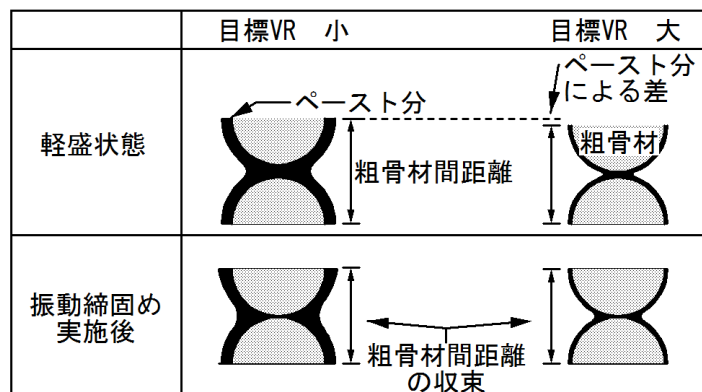 目標VR 小
目標VR 大
軽盛状態
ペースト分
ペースト分
による差
粗骨材
粗骨材間距離
振動締固め
実施後
粗骨材間距離
の収束